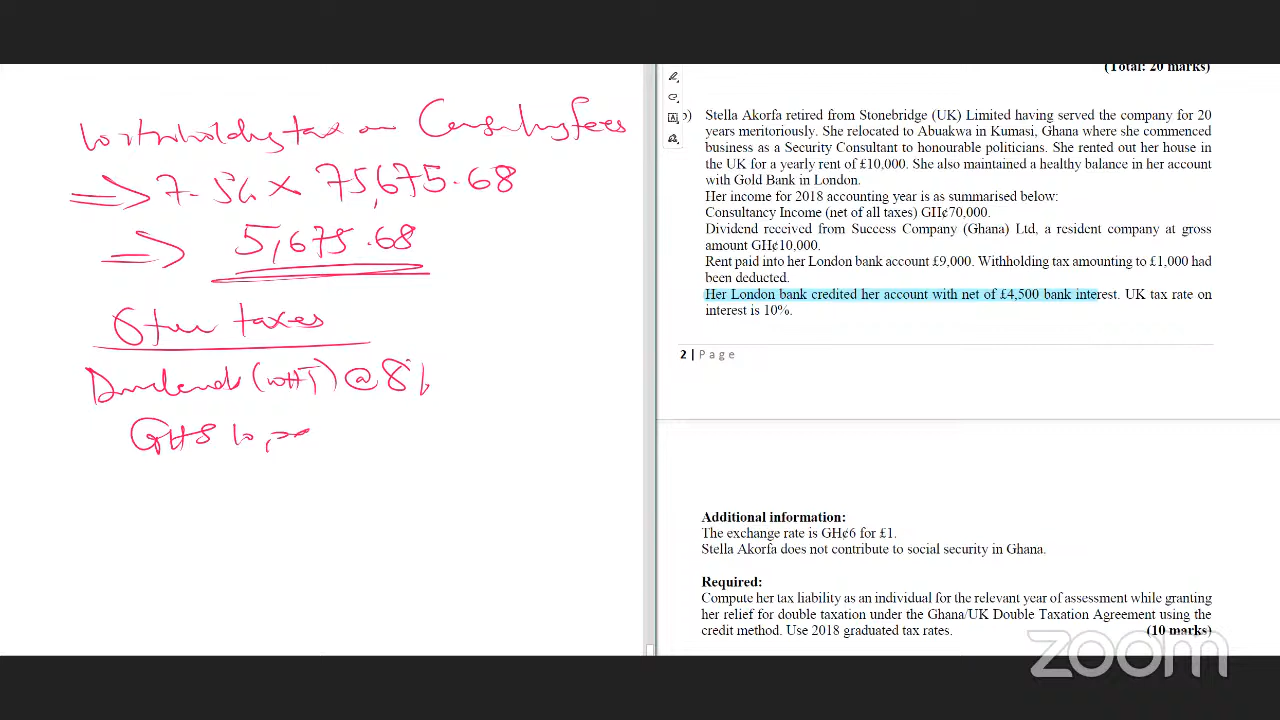 Withholding tax on Consulting fees
=> 7.5% × 75,675.68
=> 5,675.68
Other taxes
Dividends (WHT) @ 8%
GHS 10,
(Total: 20 marks)
) Stella Akorfa retired from Stonebridge (UK) Limited having served the company for 20
years meritoriously. She relocated to Abuakwa in Kumasi, Ghana where she commenced
business as a Security Consultant to honourable politicians. She rented out her house in
the UK for a yearly rent of £10,000. She also maintained a healthy balance in her account
with Gold Bank in London.
Her income for 2018 accounting year is as summarised below:
Consultancy Income (net of all taxes) GH¢70,000.
Dividend received from Success Company (Ghana) Ltd, a resident company at gross
amount GH¢10,000.
Rent paid into her London bank account £9,000. Withholding tax amounting to £1,000 had
been deducted.
Her London bank credited her account with net of £4,500 bank interest. UK tax rate on
interest is 10%.
2 | P a g e
Additional information:
The exchange rate is GH¢6 for £1.
Stella Akorfa does not contribute to social security in Ghana.
Required:
Compute her tax liability as an individual for the relevant year of assessment while granting
her relief for double taxation under the Ghana/UK Double Taxation Agreement using the
credit method. Use 2018 graduated tax rates. (10 marks)
zoom